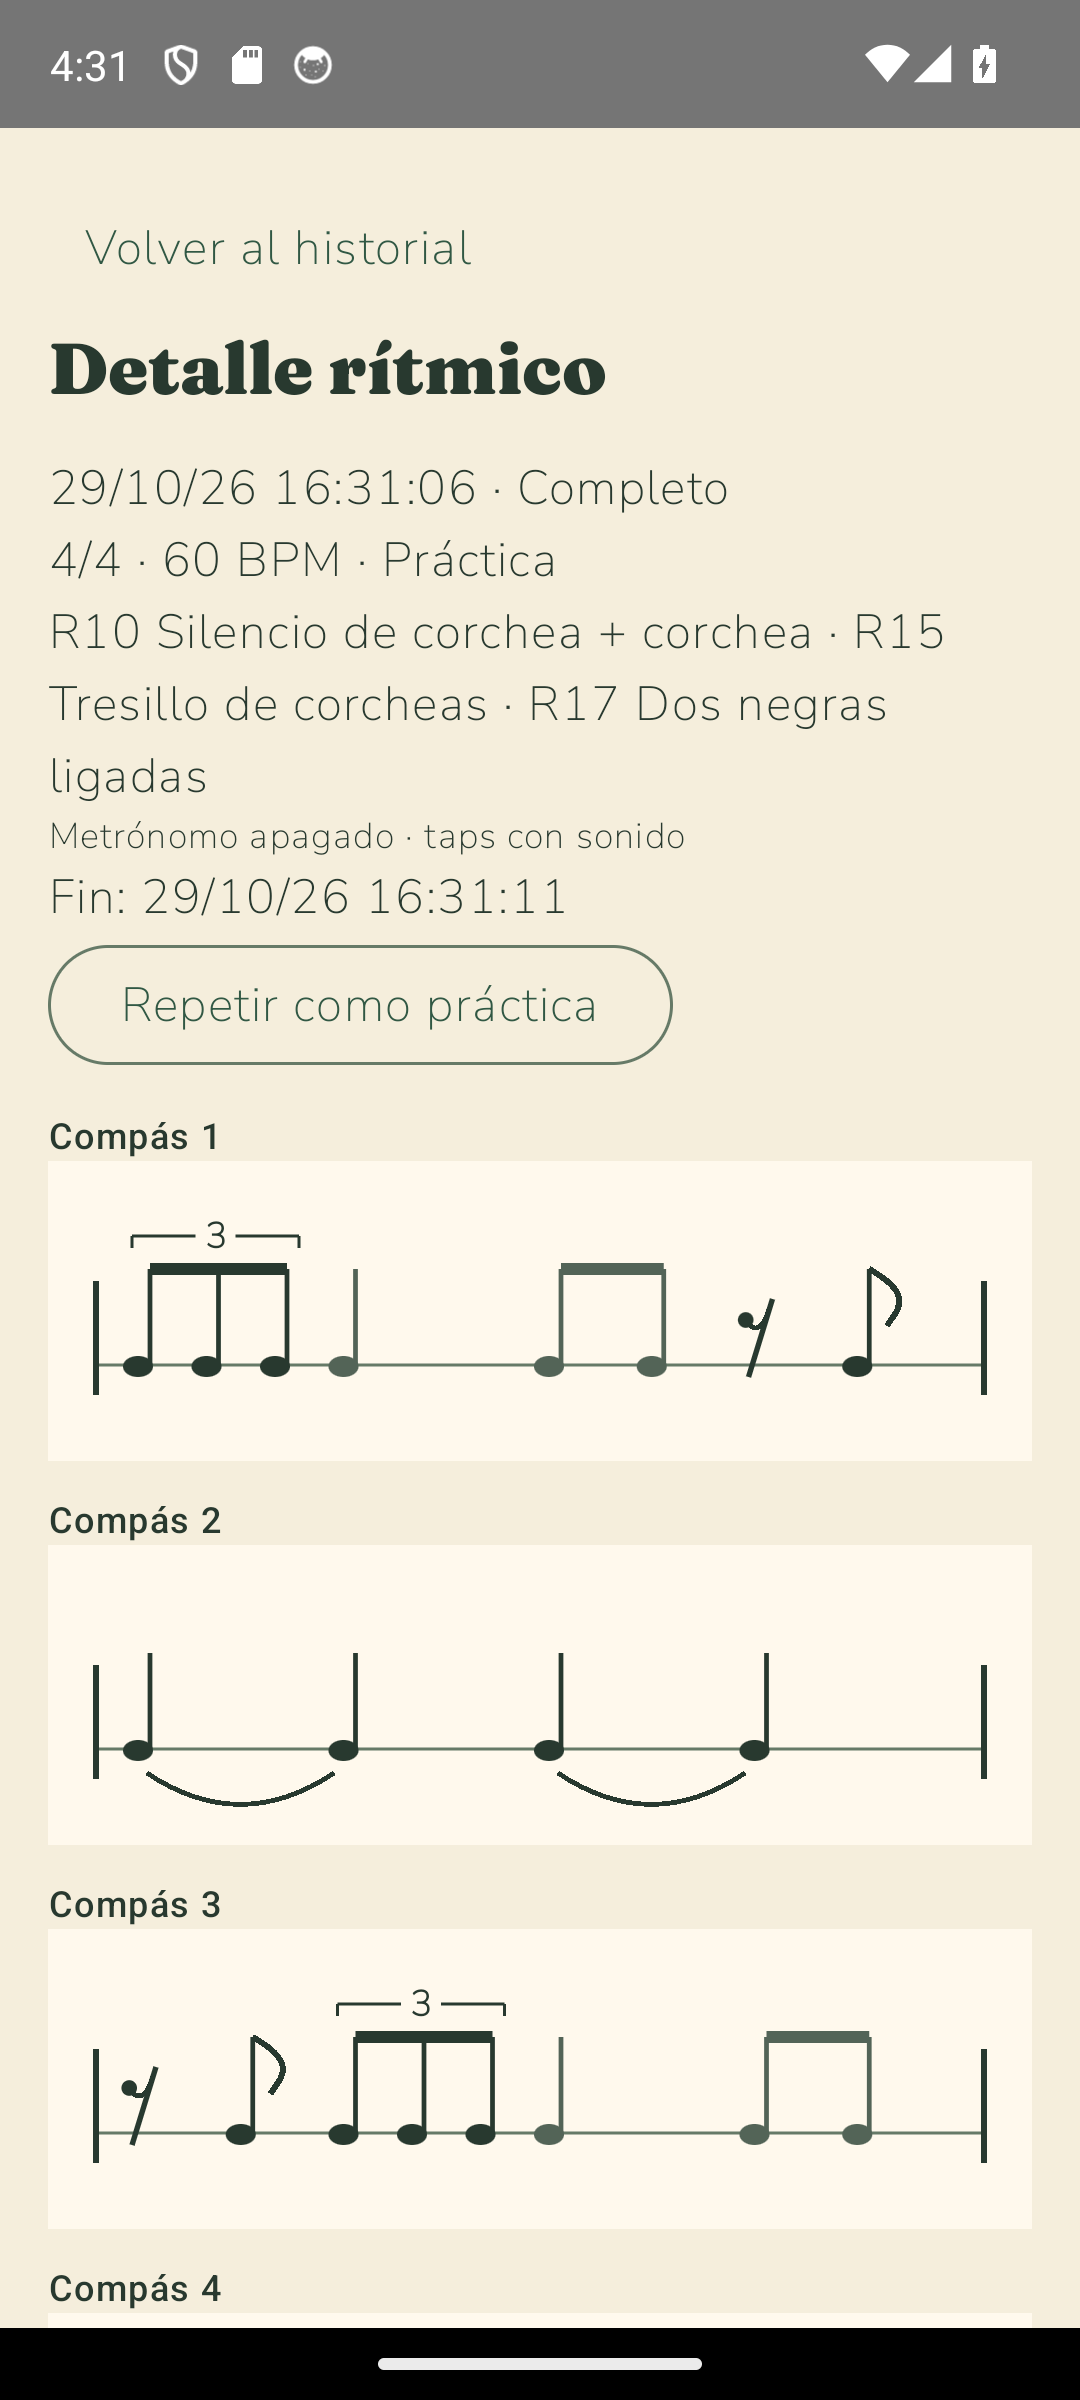 4:31
Volver al historial
Detalle rítmico
29/10/26 16:31:06 · Completo
4/4 · 60 BPM · Práctica
R10 Silencio de corchea + corchea · R15
Tresillo de corcheas · R17 Dos negras
ligadas
Metrónomo apagado · taps con sonido
Fin: 29/10/26 16:31:11
Repetir como práctica
Compás 1
3
Compás 2
Compás 3
3
Compás 4